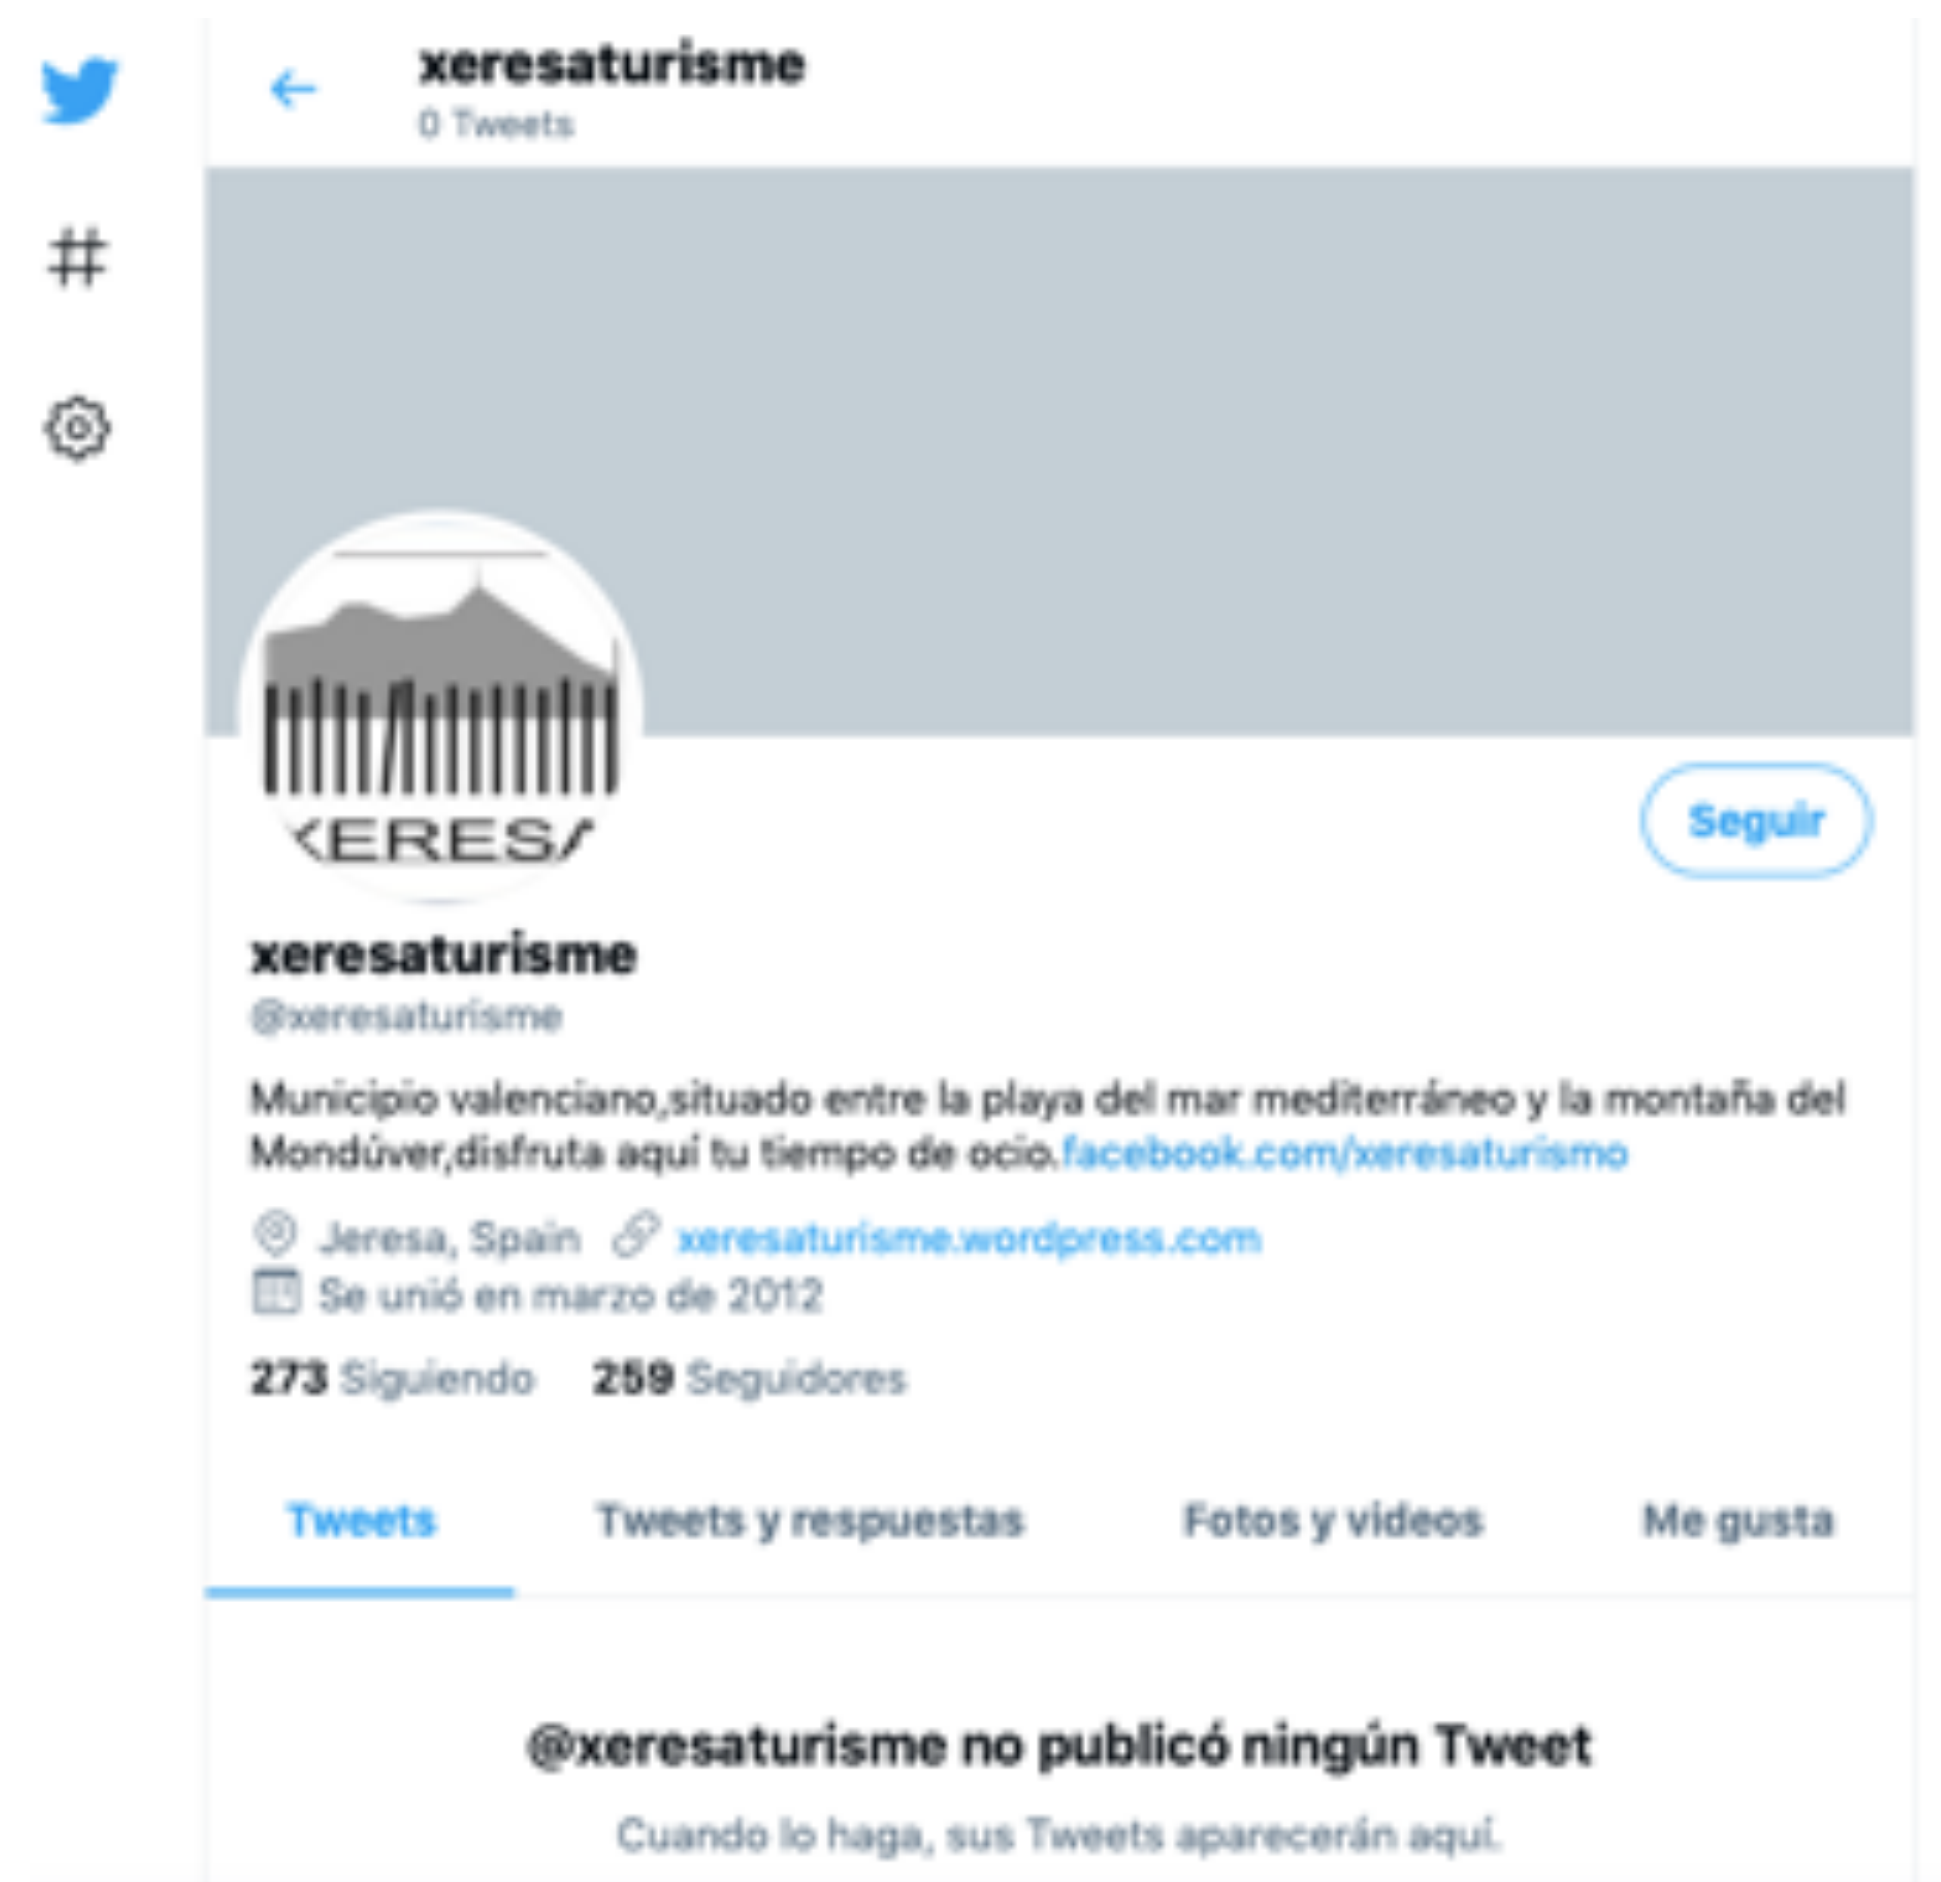 xeresaturisme
0 Tweets
XERESA
Seguir
xeresaturisme
@xeresaturisme
Municipio valenciano,situado entre la playa del mar mediterráneo y la montaña del
Mondúver,disfruta aquí tu tiempo de ocio.facebook.com/xeresaturismo
Jeresa, Spain xeresaturisme.wordpress.com
Se unió en marzo de 2012
273 Siguiendo 259 Seguidores
Tweets Tweets y respuestas Fotos y videos Me gusta
@xeresaturisme no publicó ningún Tweet
Cuando lo haga, sus Tweets aparecerán aquí.